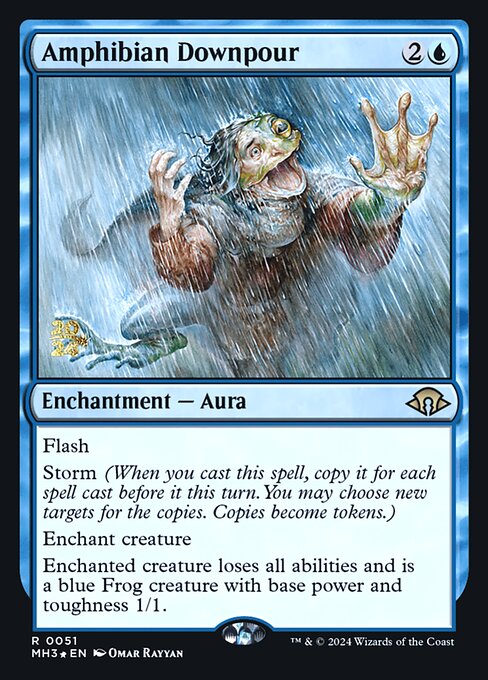 Amphibian Downpour 2
Enchantment — Aura
Flash
Storm (When you cast this spell, copy it for each
spell cast before it this turn. You may choose new
targets for the copies. Copies become tokens.)
Enchant creature
Enchanted creature loses all abilities and is
a blue Frog creature with base power and
toughness 1/1.
R 0051
MH3★EN Omar Rayyan
™ & © 2024 Wizards of the Coast